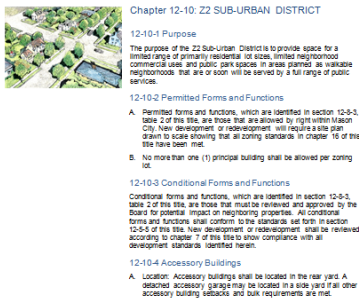 Chapter 12-10: Z2 SUB-URBAN DISTRICT
12-10-1 Purpose
The purpose of the Z2 Sub-Urban District is to provide space for a
limited range of primarily residential lot sizes, limited neighborhood
commercial uses and public park spaces in areas planned as walkable
neighborhoods that are or soon will be served by a full range of public
services.
12-10-2 Permitted Forms and Functions
A. Permitted forms and functions, which are identified in section 12-5-3,
table 2 of this title, are those that are allowed by right within Mason
City. New development or redevelopment will require a site plan
drawn to scale showing that all zoning standards in chapter 16 of this
title have been met.
B. No more than one (1) principal building shall be allowed per zoning
lot.
12-10-3 Conditional Forms and Functions
Conditional forms and functions, which are identified in section 12-5-3,
table 2 of this title, are those that must be reviewed and approved by the
Board for potential impact on neighboring properties. All conditional
forms and functions shall conform to the standards set forth in section
12-5-5 of this title. New development or redevelopment shall be reviewed
according to chapter 7 of this title to show compliance with all
development standards identified herein.
12-10-4 Accessory Buildings
A. Location: Accessory buildings shall be located in the rear yard. A
detached accessory garage may be located in a side yard if all other
accessory building setbacks and bulk requirements are met.